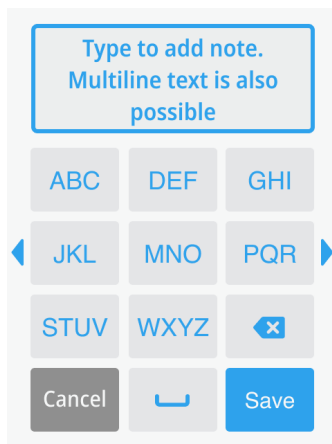 Type to add note.
Multiline text is also
possible
ABC DEF GHI
JKL MNO PQR
STUV WXYZ
Cancel Save